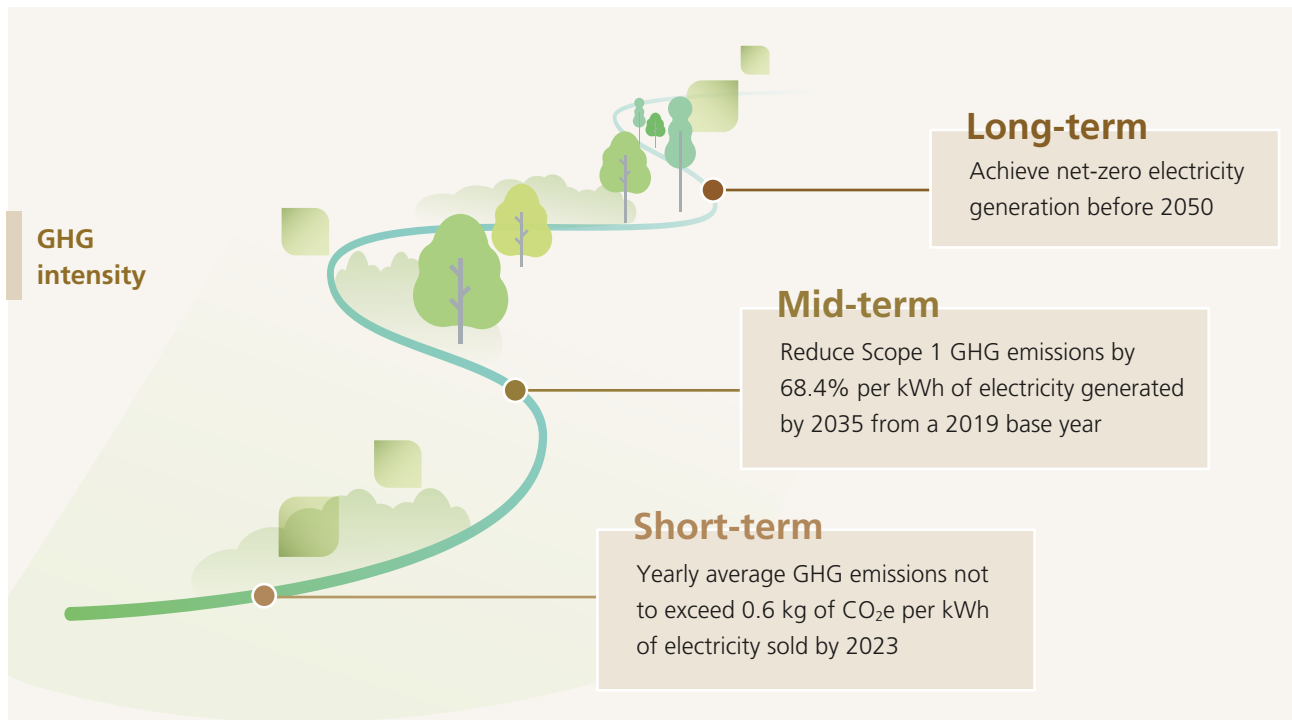 GHG
intensity
Long-term
Achieve net-zero electricity
generation before 2050
Mid-term
Reduce Scope 1 GHG emissions by
68.4% per kWh of electricity generated
by 2035 from a 2019 base year
Short-term
Yearly average GHG emissions not
to exceed 0.6 kg of CO₂e per kWh
of electricity sold by 2023